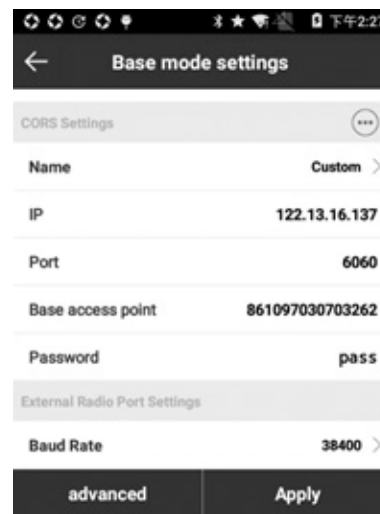 下午2:27
Base mode settings
CORS Settings
Name Custom
IP 122.13.16.137
Port 6060
Base access point 861097030703262
Password pass
External Radio Port Settings
Baud Rate 38400
advanced Apply